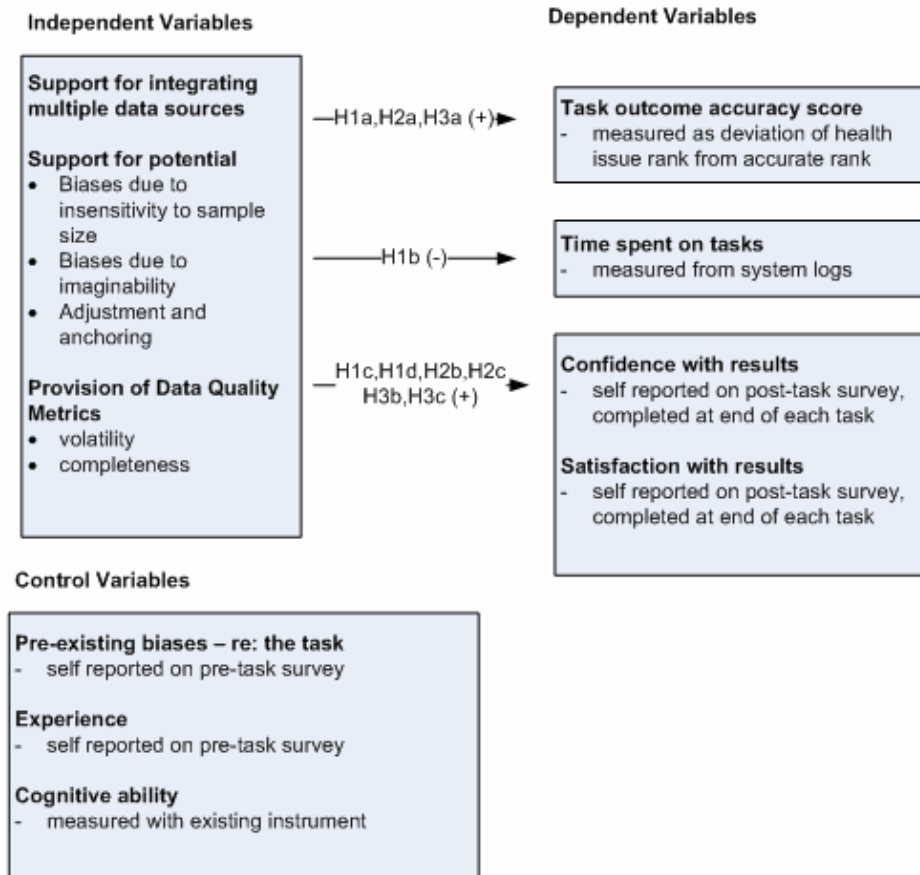 Independent Variables
Dependent Variables
Support for integrating
multiple data sources
Support for potential
• Biases due to
insensitivity to sample
size
• Biases due to
imaginability
• Adjustment and
anchoring
Provision of Data Quality
Metrics
• volatility
• completeness
H1a,H2a,H3a (+)
H1b (-)
H1c,H1d,H2b,H2c
H3b,H3c (+)
Task outcome accuracy score
- measured as deviation of health
issue rank from accurate rank
Time spent on tasks
- measured from system logs
Confidence with results
- self reported on post-task survey,
completed at end of each task
Satisfaction with results
- self reported on post-task survey,
completed at end of each task
Control Variables
Pre-existing biases – re: the task
- self reported on pre-task survey
Experience
- self reported on pre-task survey
Cognitive ability
- measured with existing instrument